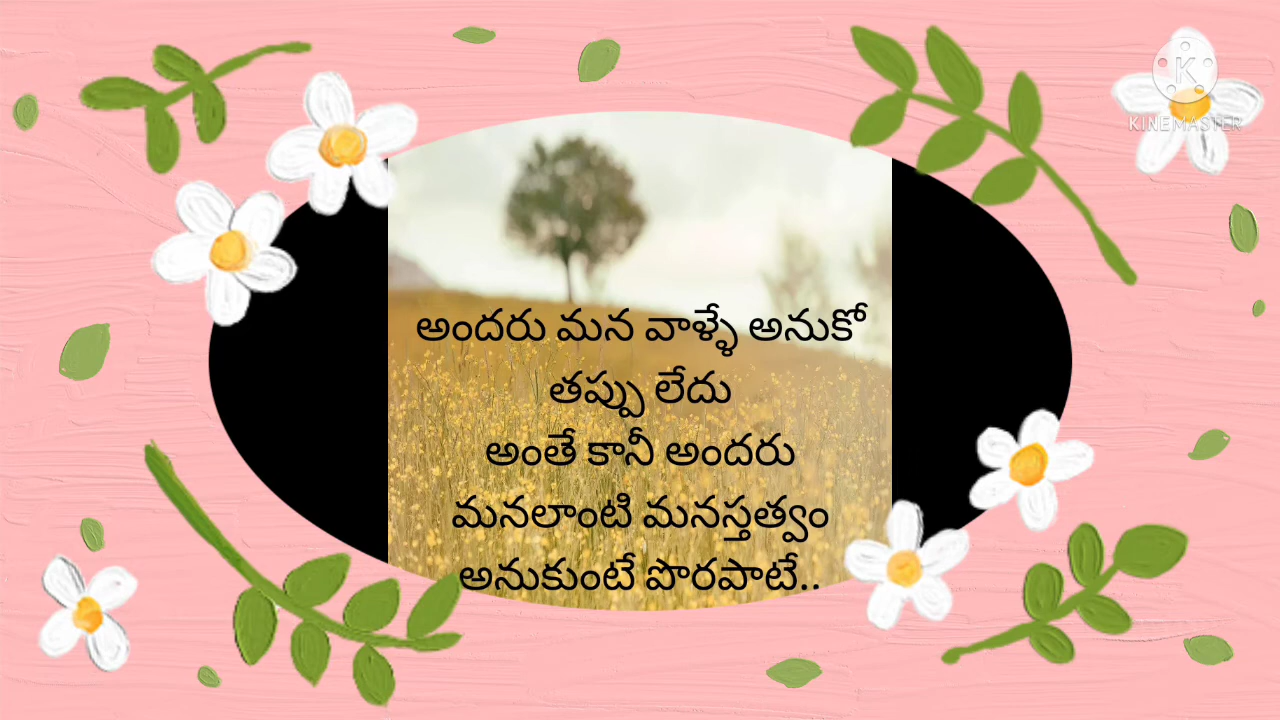 KINEMASTER
అందరు మన వాళ్ళే అనుకో
తప్పు లేదు
అంతే కానీ అందరు
మనలాంటి మనస్తత్వం
అనుకుంటే పొరపాటే..